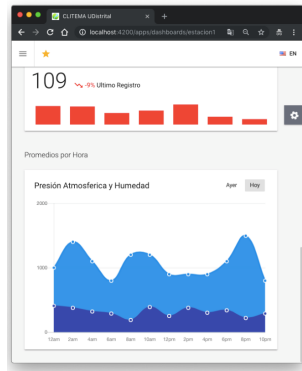 CLITEMA UDistrital
localhost:4200/apps/dashboards/estacion1
EN
109 -9% Ultimo Registro
Promedios por Hora
Presión Atmosferica y Humedad Ayer Hoy
2000
1000
0
12am 2am 4am 6am 8am 10am 12pm 2pm 4pm 6pm 8pm 10pm